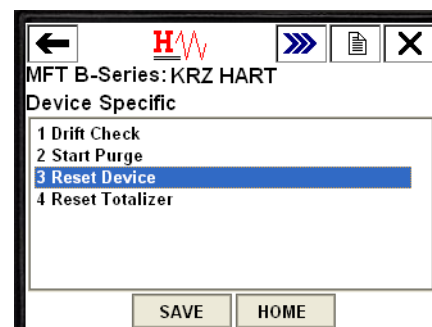 H
MFT B-Series: KRZ HART
Device Specific
1 Drift Check
2 Start Purge
3 Reset Device
4 Reset Totalizer
SAVE HOME